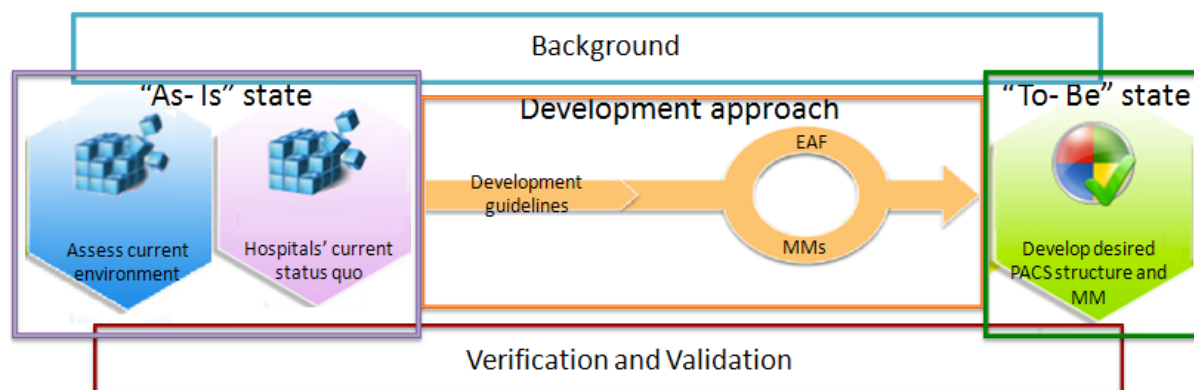 Background
“As- Is” state
Assess current
environment
Hospitals’ current
status quo
Development approach
Development
guidelines
EAF
MMs
“To- Be” state
Develop desired
PACS structure and
MM
Verification and Validation